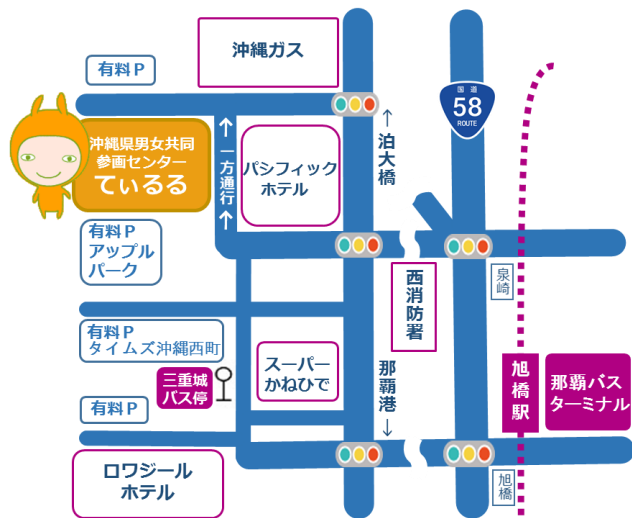 沖縄ガス
有料P
国道
58
ROUTE
沖縄県男女共同
参画センター
ているる
↑一方通行↑
パシフィック
ホテル
↑泊大橋
有料P
アップル
パーク
西消防署
泉崎
有料P
タイムズ沖縄西町
三重城
バス停
スーパー
かねひで
那覇港↓
旭橋駅
那覇バス
ターミナル
有料P
ロワジール
ホテル
旭橋